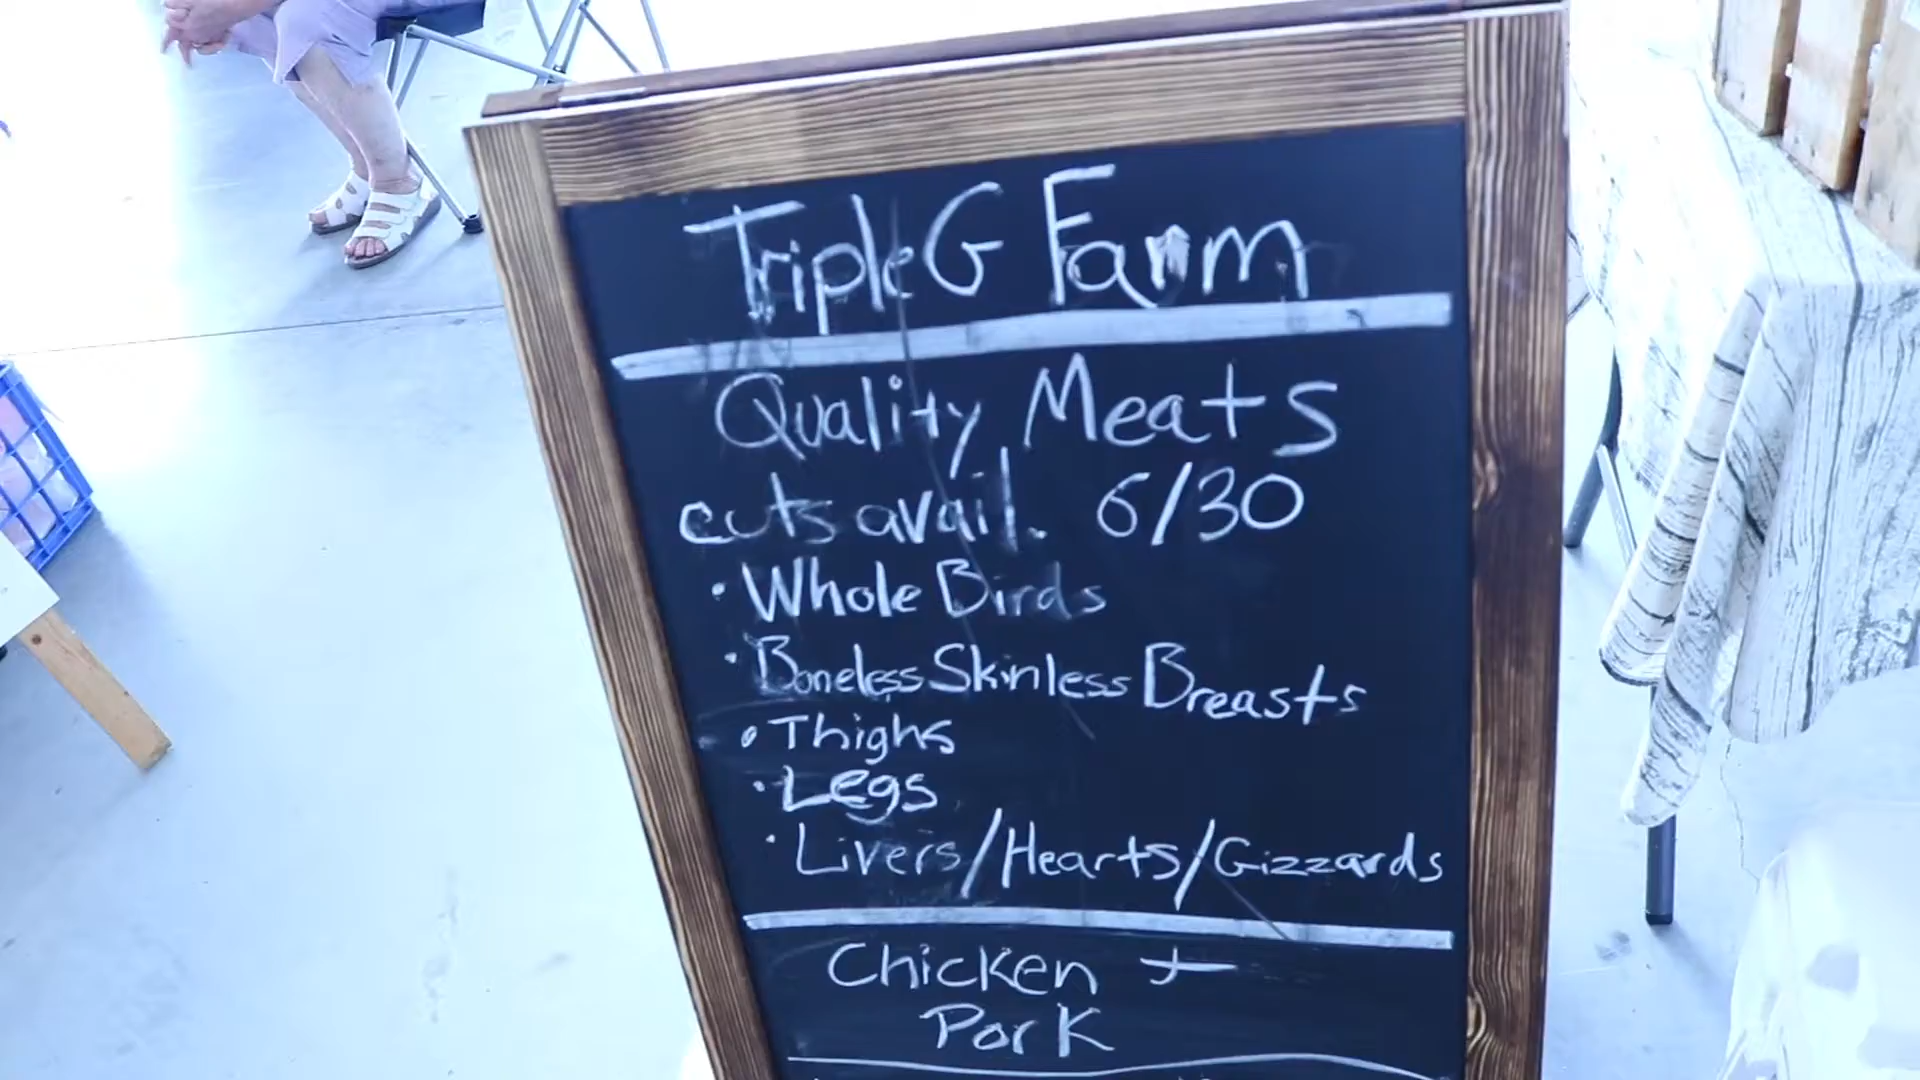 Triple G Farm
Quality Meats
cuts avail. 6/30
• Whole Birds
• Boneless Skinless Breasts
• Thighs
• Legs
• Livers/Hearts/Gizzards
Chicken +
Pork